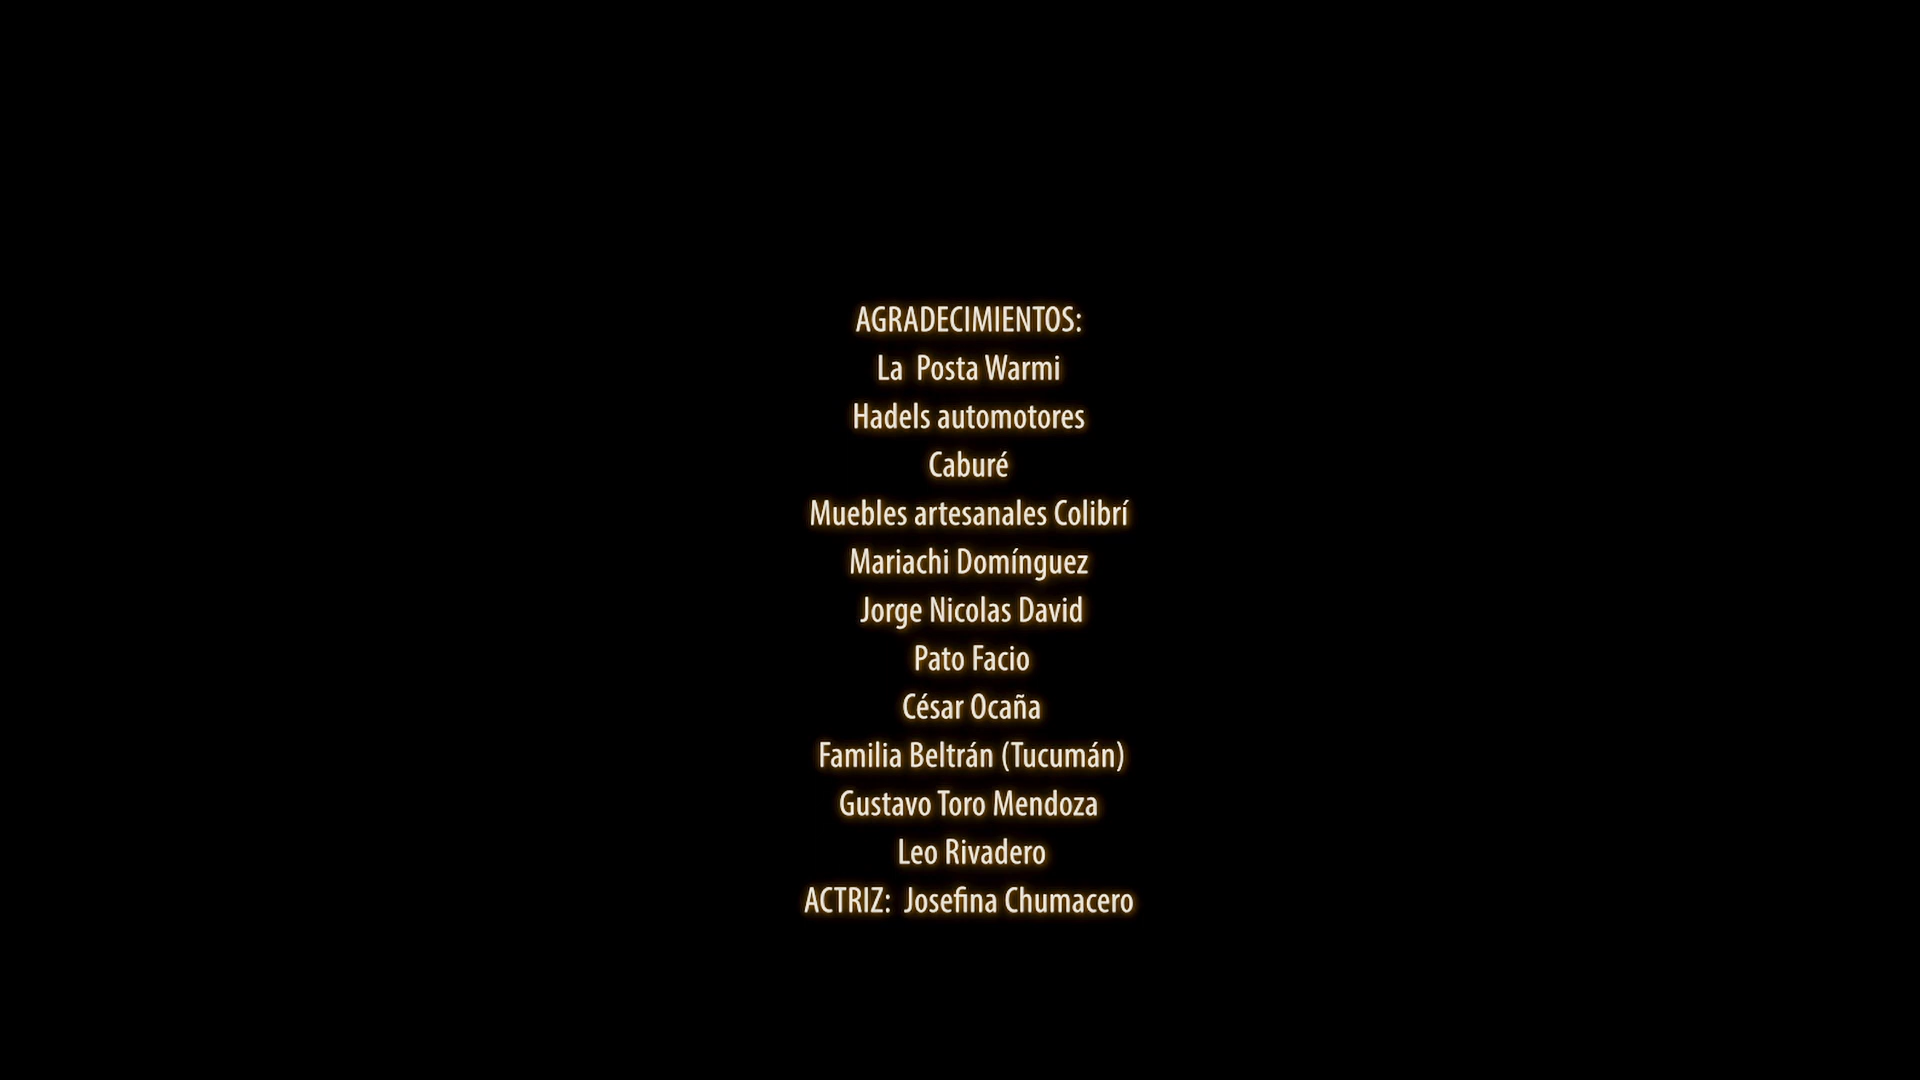 AGRADECIMIENTOS:
La  Posta Warmi
Hadels automotores
Caburé
Muebles artesanales Colibrí
Mariachi Domínguez
Jorge Nicolas David
Pato Facio
César Ocaña
Familia Beltrán (Tucumán)
Gustavo Toro Mendoza
Leo Rivadero
ACTRIZ:  Josefina Chumacero